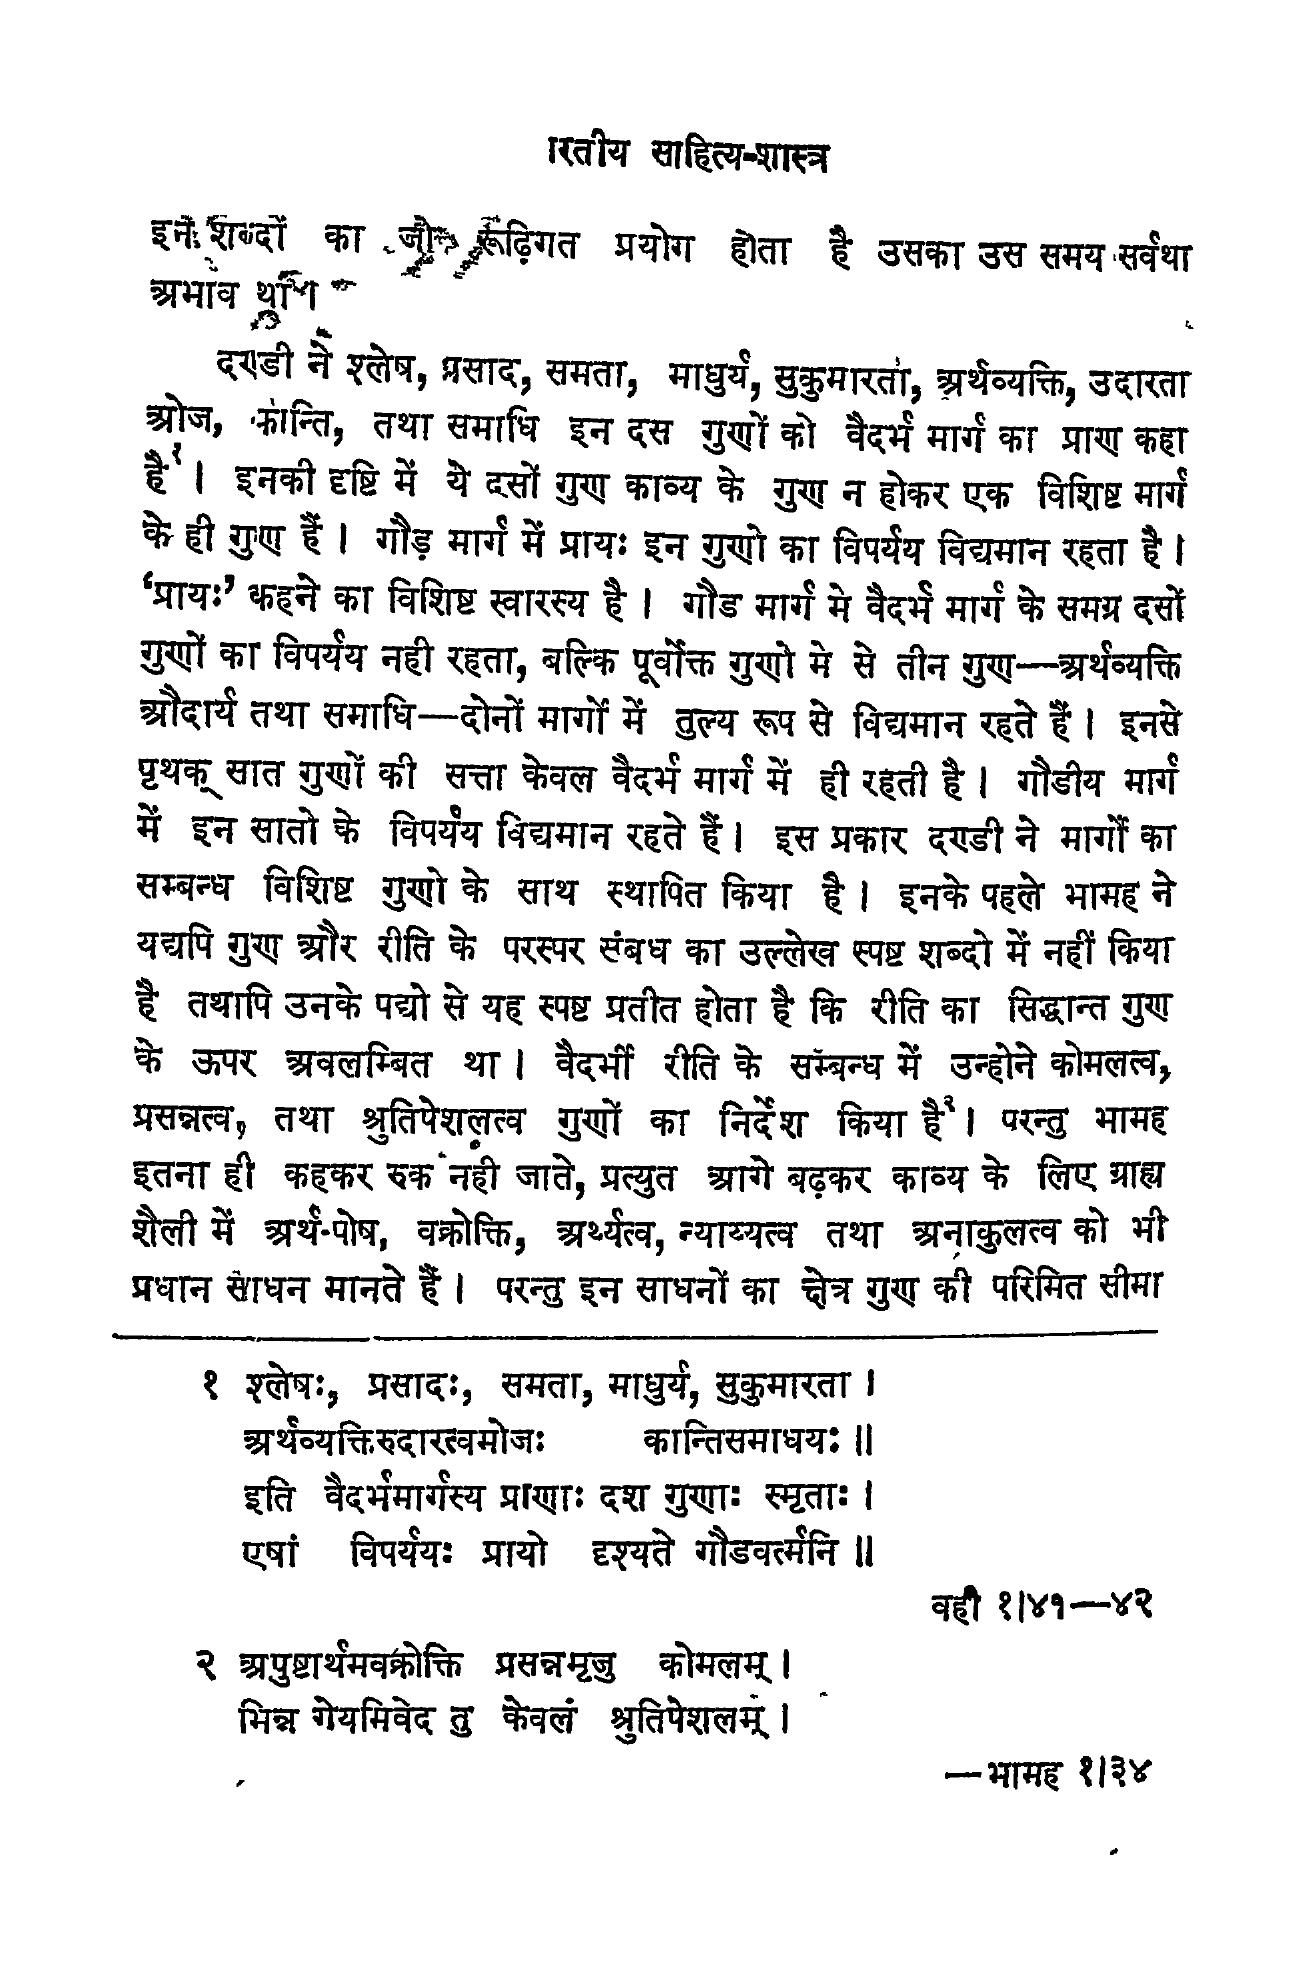 ारतीय साहित्य-शास्त्र
इन शब्दों का जो रूढ़िगत प्रयोग होता है उसका उस समय सर्वथा
अभाव था।
दण्डी ने श्लेष, प्रसाद, समता, माधुर्य, सुकुमारता, अर्थव्यक्ति, उदारता
ओज, कान्ति, तथा समाधि इन दस गुणों को वैदर्भ मार्ग का प्राण कहा
है१। इनकी दृष्टि में ये दसों गुण काव्य के गुण न होकर एक विशिष्ट मार्ग
के ही गुण हैं। गौड़ मार्ग में प्रायः इन गुणो का विपर्यय विद्यमान रहता है।
‘प्रायः’ कहने का विशिष्ट स्वारस्य है। गौड मार्ग मे वैदर्भ मार्ग के समग्र दसों
गुणों का विपर्यय नही रहता, बल्कि पूर्वोक्त गुणो मे से तीन गुण—अर्थव्यक्ति
औदार्य तथा समाधि—दोनों मार्गों में तुल्य रूप से विद्यमान रहते हैं। इनसे
पृथक् सात गुणों की सत्ता केवल वैदर्भ मार्ग में ही रहती है। गौडीय मार्ग
में इन सातो के विपर्यय विद्यमान रहते हैं। इस प्रकार दण्डी ने मार्गों का
सम्बन्ध विशिष्ट गुणो के साथ स्थापित किया है। इनके पहले भामह ने
यद्यपि गुण और रीति के परस्पर संबध का उल्लेख स्पष्ट शब्दो में नहीं किया
है तथापि उनके पद्यो से यह स्पष्ट प्रतीत होता है कि रीति का सिद्धान्त गुण
के ऊपर अवलम्बित था। वैदर्भी रीति के सम्बन्ध में उन्होने कोमलत्व,
प्रसन्नत्व, तथा श्रुतिपेशलत्व गुणों का निर्देश किया है२। परन्तु भामह
इतना ही कहकर रुक नही जाते, प्रत्युत आगे बढ़कर काव्य के लिए ग्राह्य
शैली में अर्थ-पोष, वक्रोक्ति, अर्थ्यत्व, न्याय्यत्व तथा अनाकुलत्व को भी
प्रधान साधन मानते हैं। परन्तु इन साधनों का क्षेत्र गुण की परिमित सीमा
१ श्लेषः, प्रसादः, समता, माधुर्य, सुकुमारता।
अर्थव्यक्तिरुदारत्वमोजः कान्तिसमाधयः॥
इति वैदर्भमार्गस्य प्राणाः दश गुणाः स्मृताः।
एषां विपर्ययः प्रायो दृश्यते गौडवर्त्मनि॥
वही १।४१—४२
२ अपुष्टार्थमवक्रोक्ति प्रसन्नमृजु कोमलम्।
भिन्न गेयमिवेद तु केवलं श्रुतिपेशलम्।
—भामह १।३४